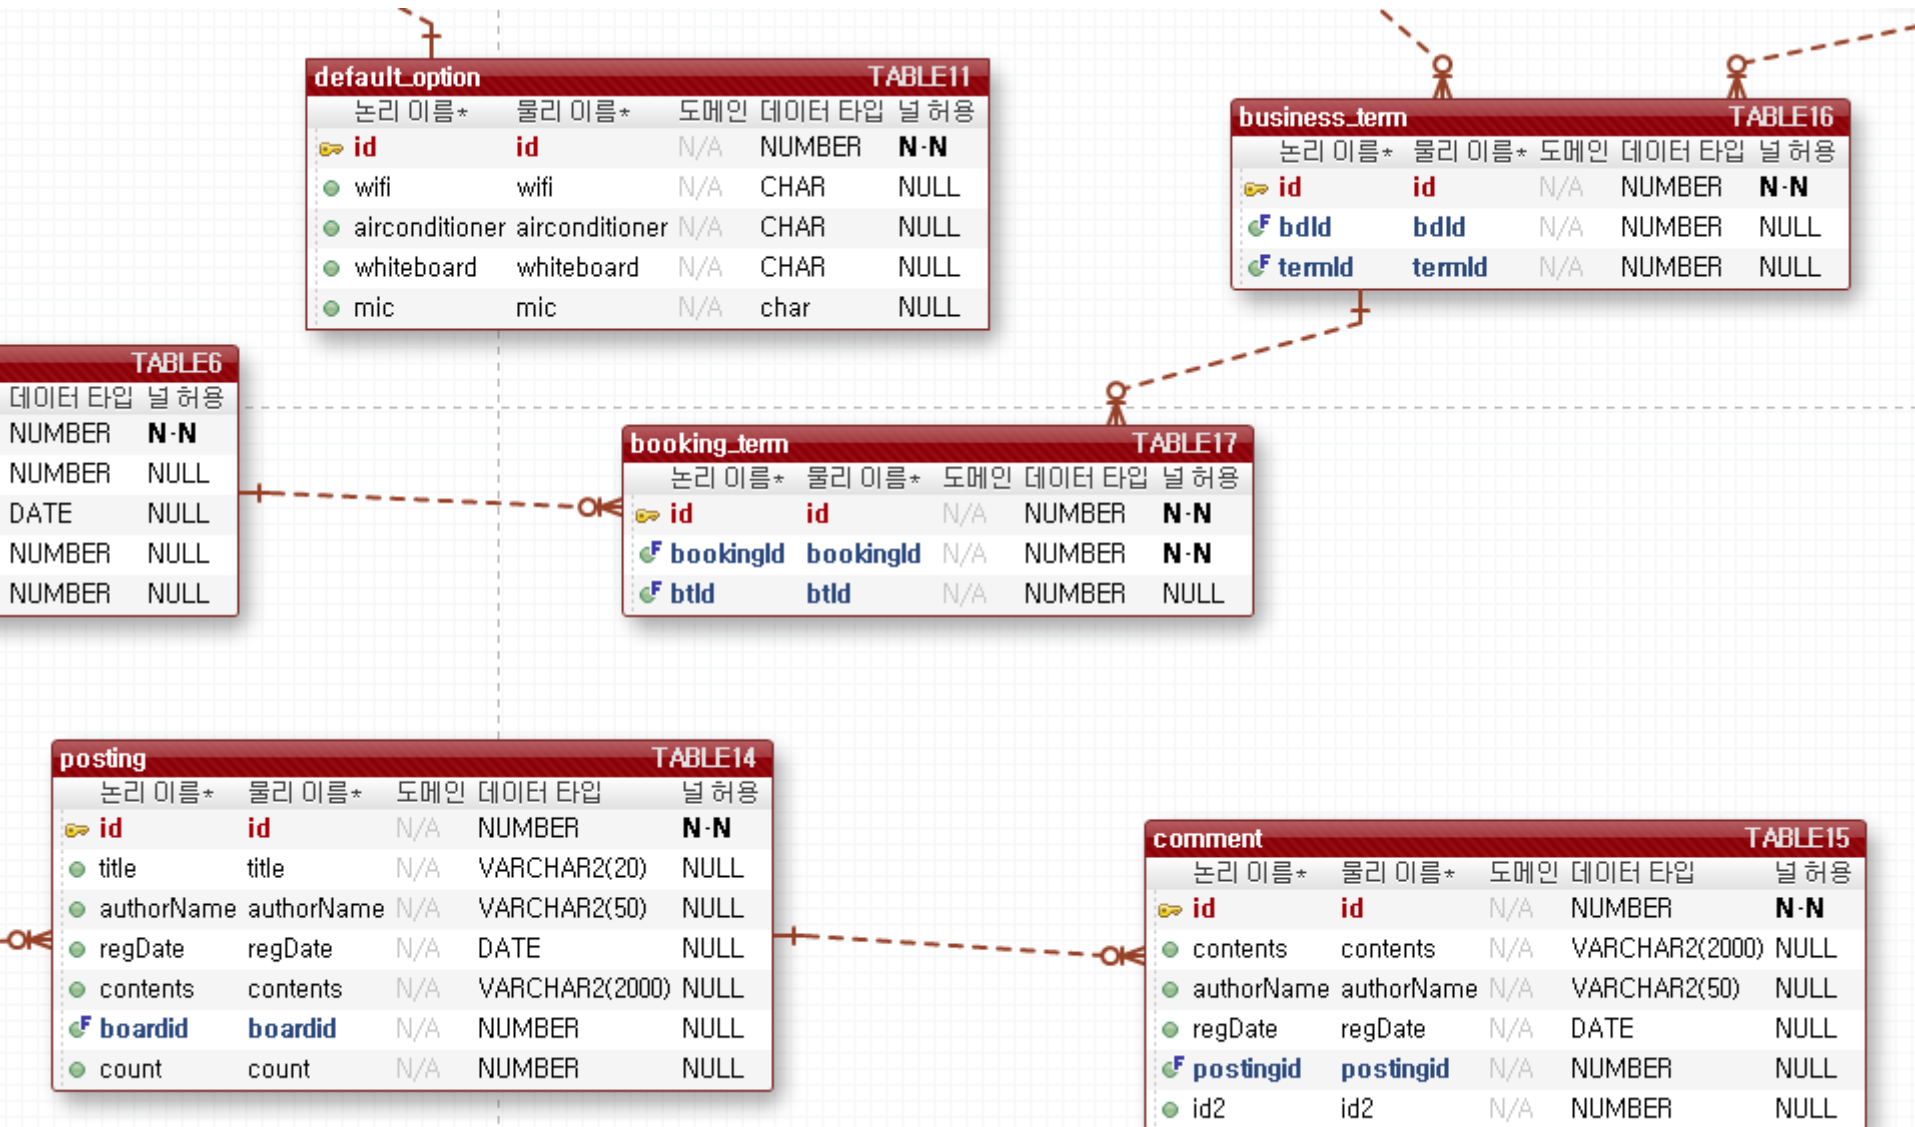 default_option TABLE11
논리 이름* 물리 이름* 도메인 데이터 타입 널 허용
id id N/A NUMBER N-N
wifi wifi N/A CHAR NULL
airconditioner airconditioner N/A CHAR NULL
whiteboard whiteboard N/A CHAR NULL
mic mic N/A char NULL
business_term TABLE16
논리 이름* 물리 이름* 도메인 데이터 타입 널 허용
id id N/A NUMBER N-N
bdId bdId N/A NUMBER NULL
termId termId N/A NUMBER NULL
TABLE6
데이터 타입 널 허용
NUMBER N-N
NUMBER NULL
DATE NULL
NUMBER NULL
NUMBER NULL
booking_term TABLE17
논리 이름* 물리 이름* 도메인 데이터 타입 널 허용
id id N/A NUMBER N-N
bookingId bookingId N/A NUMBER N-N
btId btId N/A NUMBER NULL
posting TABLE14
논리 이름* 물리 이름* 도메인 데이터 타입 널 허용
id id N/A NUMBER N-N
title title N/A VARCHAR2(20) NULL
authorName authorName N/A VARCHAR2(50) NULL
regDate regDate N/A DATE NULL
contents contents N/A VARCHAR2(2000) NULL
boardid boardid N/A NUMBER NULL
count count N/A NUMBER NULL
comment TABLE15
논리 이름* 물리 이름* 도메인 데이터 타입 널 허용
id id N/A NUMBER N-N
contents contents N/A VARCHAR2(2000) NULL
authorName authorName N/A VARCHAR2(50) NULL
regDate regDate N/A DATE NULL
postingid postingid N/A NUMBER NULL
id2 id2 N/A NUMBER NULL